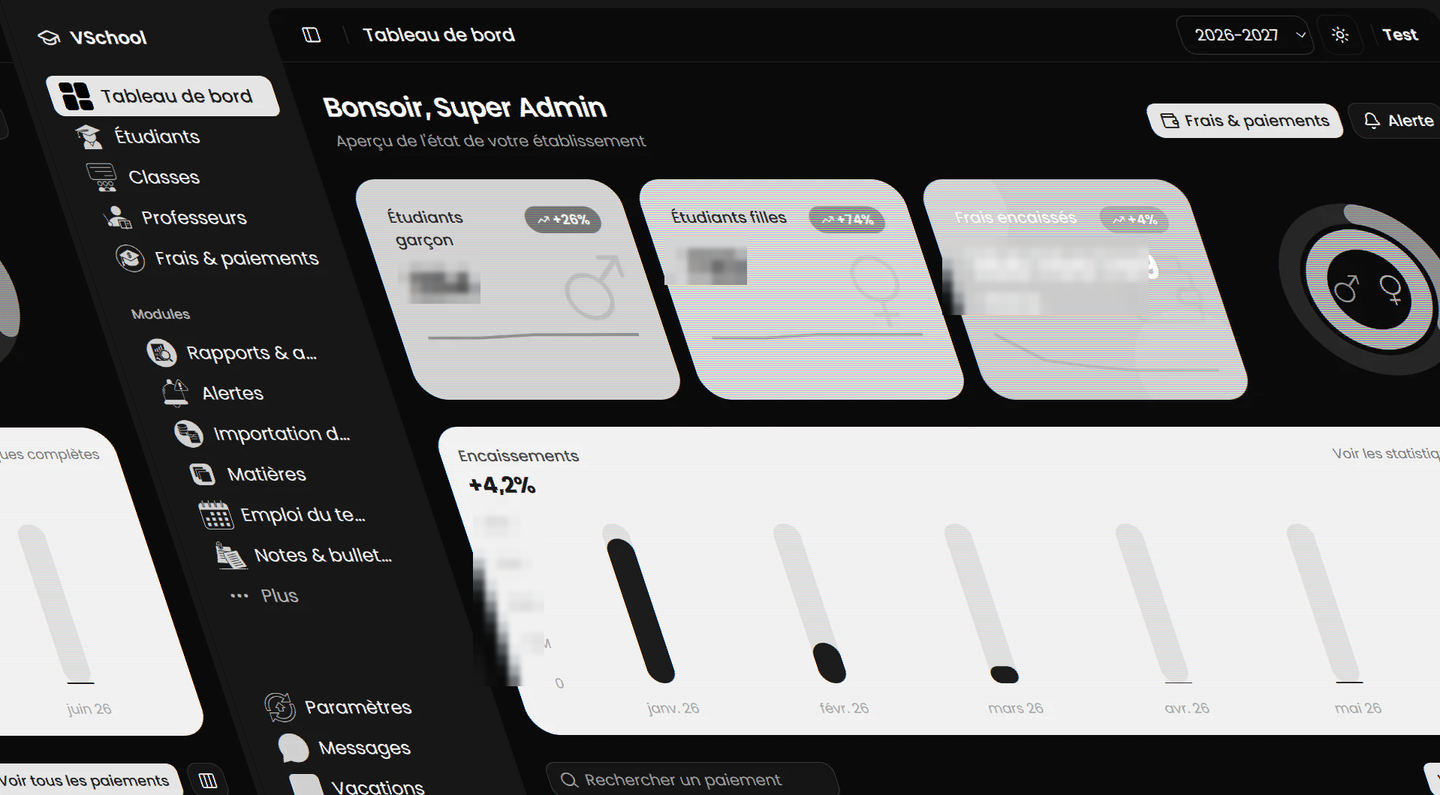 VSchool
Tableau de bord
2026-2027
Test
Tableau de bord
Étudiants
Classes
Professeurs
Frais & paiements
Modules
Rapports & a...
Alertes
Importation d...
Matières
Emploi du te...
Notes & bullet...
Plus
Paramètres
Messages
Vacations
Bonsoir, Super Admin
Aperçu de l'état de votre établissement
Frais & paiements
Alerte
Étudiants
garçon
+26%
Étudiants filles
+74%
Frais encaissés
+4%
ues complètes
juin 26
Voir tous les paiements
Encaissements
Voir les statistiq
+4,2%
M
0
janv. 26
févr. 26
mars 26
avr. 26
mai 26
Rechercher un paiement